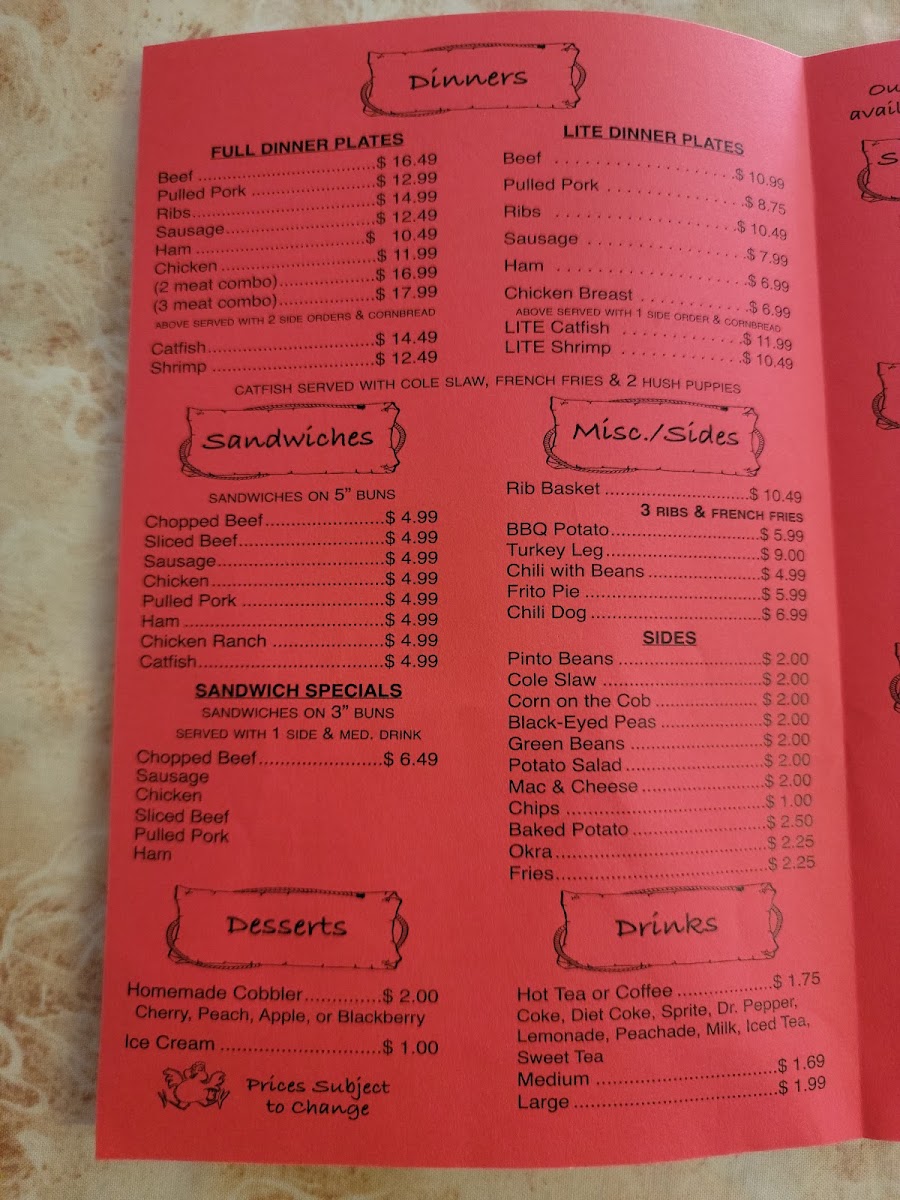 Dinners
FULL DINNER PLATES
Beef ..............................$ 16.49
Pulled Pork ......................$ 12.99
Ribs................................$ 14.99
Sausage..........................$ 12.49
Ham ..............................$ 10.49
Chicken...........................$ 11.99
(2 meat combo).................$ 16.99
(3 meat combo).................$ 17.99
ABOVE SERVED WITH 2 SIDE ORDERS & CORNBREAD
Catfish.............................$ 14.49
Shrimp ............................$ 12.49
LITE DINNER PLATES
Beef . . . . . . . . . . . . . . . . . .$ 10.99
Pulled Pork . . . . . . . . . . . . . .$ 8.75
Ribs . . . . . . . . . . . . . . . . . .$ 10.49
Sausage . . . . . . . . . . . . . . . .$ 7.99
Ham . . . . . . . . . . . . . . . . . . .$ 6.99
Chicken Breast . . . . . . . . . . .$ 6.99
ABOVE SERVED WITH 1 SIDE ORDER & CORNBREAD
LITE Catfish . . . . . . . . . . . .$ 11.99
LITE Shrimp . . . . . . . . . . . .$ 10.49
CATFISH SERVED WITH COLE SLAW, FRENCH FRIES & 2 HUSH PUPPIES
Sandwiches
SANDWICHES ON 5" BUNS
Chopped Beef......................$ 4.99
Sliced Beef..........................$ 4.99
Sausage..............................$ 4.99
Chicken...............................$ 4.99
Pulled Pork ..........................$ 4.99
Ham ...................................$ 4.99
Chicken Ranch ....................$ 4.99
Catfish.................................$ 4.99
SANDWICH SPECIALS
SANDWICHES ON 3" BUNS
SERVED WITH 1 SIDE & MED. DRINK
Chopped Beef......................$ 6.49
Sausage
Chicken
Sliced Beef
Pulled Pork
Ham
Misc./Sides
Rib Basket ..........................$ 10.49
3 RIBS & FRENCH FRIES
BBQ Potato...........................$ 5.99
Turkey Leg............................$ 9.00
Chili with Beans ....................$ 4.99
Frito Pie ...............................$ 5.99
Chili Dog ..............................$ 6.99
SIDES
Pinto Beans ..........................$ 2.00
Cole Slaw .............................$ 2.00
Corn on the Cob ................... $ 2.00
Black-Eyed Peas ...................$ 2.00
Green Beans .........................$ 2.00
Potato Salad .........................$ 2.00
Mac & Cheese.......................$ 2.00
Chips ...................................$ 1.00
Baked Potato ........................$ 2.50
Okra.....................................$ 2.25
Fries.....................................$ 2.25
Desserts
Homemade Cobbler..............$ 2.00
Cherry, Peach, Apple, or Blackberry
Ice Cream ............................$ 1.00
Prices Subject
to Change
Drinks
Hot Tea or Coffee .................$ 1.75
Coke, Diet Coke, Sprite, Dr. Pepper,
Lemonade, Peachade, Milk, Iced Tea,
Sweet Tea
Medium ...............................$ 1.69
Large ...................................$ 1.99